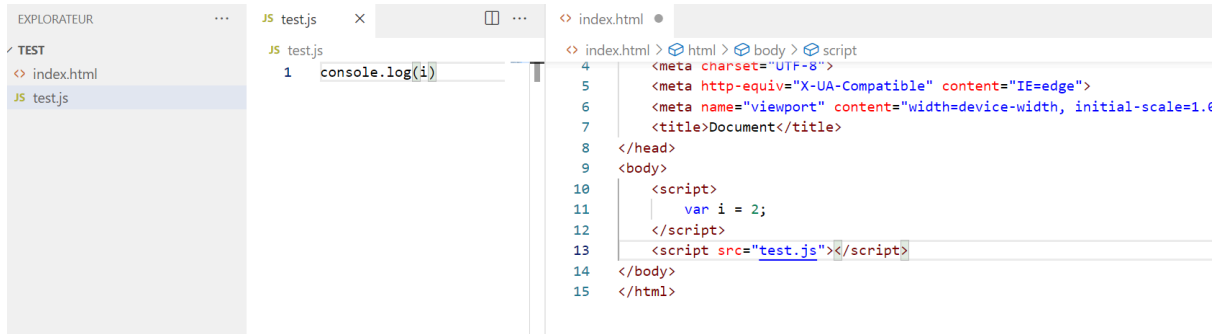 EXPLORATEUR ···
TEST
<> index.html
JS test.js
JS test.js × ···
JS test.js
1 console.log(i)
<> index.html ●
<> index.html > html > body > script
4 <meta charset="UTF-8">
5 <meta http-equiv="X-UA-Compatible" content="IE=edge">
6 <meta name="viewport" content="width=device-width, initial-scale=1.0
7 <title>Document</title>
8 </head>
9 <body>
10 <script>
11 var i = 2;
12 </script>
13 <script src="test.js"></script>
14 </body>
15 </html>